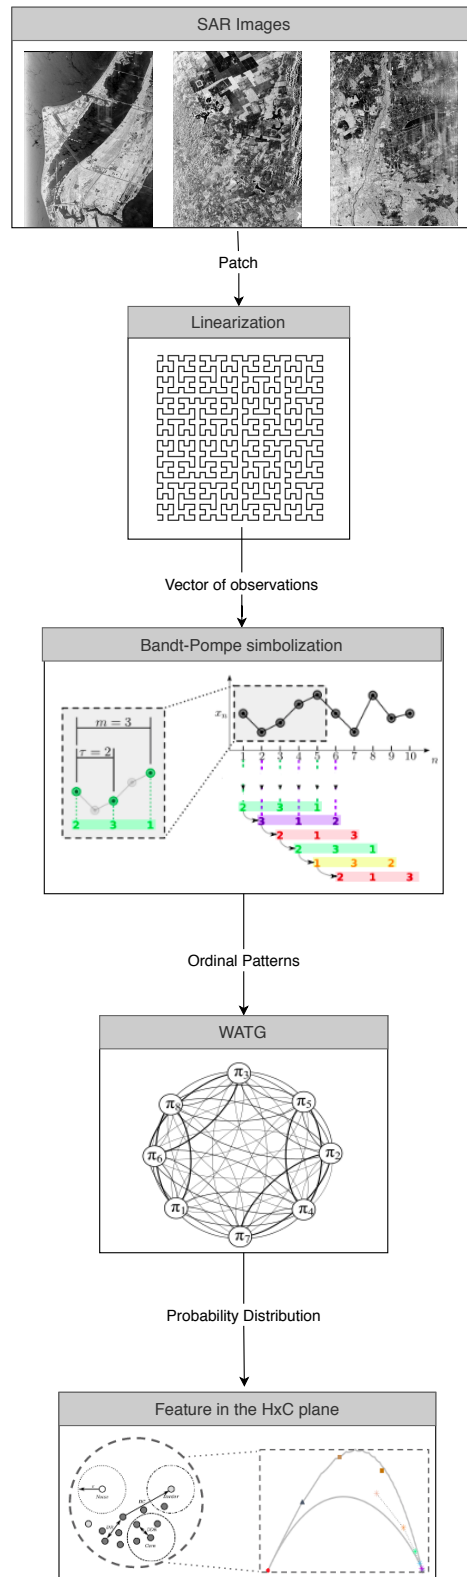 SAR Images
Patch
Linearization
Vector of observations
Bandt-Pompe simbolization
m = 3
τ = 2
2 3 1
x_n
1 2 3 4 5 6 7 8 9 10 n
2 3 1
3 1 2
2 1 3
2 3 1
1 3 2
2 1 3
Ordinal Patterns
WATG
π3
π8
π5
π6
π2
π1
π4
π7
Probability Distribution
Feature in the HxC plane
Noise
Core